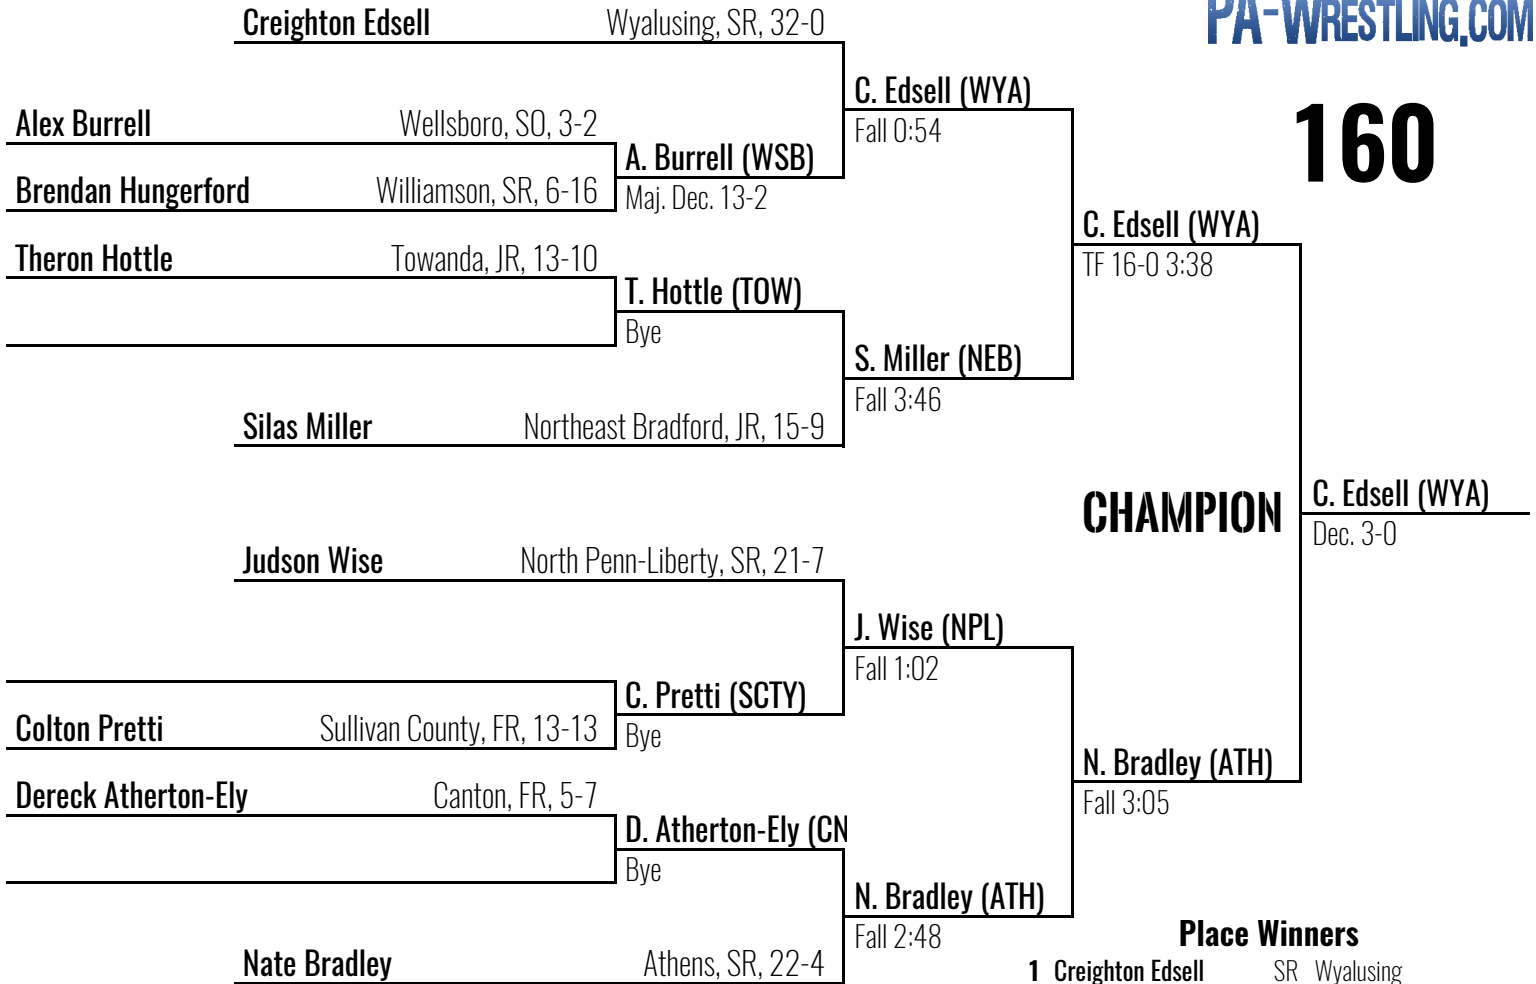 PA-WRESTLING.COM
Creighton Edsell Wyalusing, SR, 32-0
C. Edsell (WYA)
Fall 0:54
160
Alex Burrell Wellsboro, SO, 3-2
A. Burrell (WSB)
Maj. Dec. 13-2
Brendan Hungerford Williamson, SR, 6-16
C. Edsell (WYA)
TF 16-0 3:38
Theron Hottle Towanda, JR, 13-10
T. Hottle (TOW)
Bye
S. Miller (NEB)
Fall 3:46
Silas Miller Northeast Bradford, JR, 15-9
CHAMPION
C. Edsell (WYA)
Dec. 3-0
Judson Wise North Penn-Liberty, SR, 21-7
J. Wise (NPL)
Fall 1:02
C. Pretti (SCTY)
Bye
Colton Pretti Sullivan County, FR, 13-13
N. Bradley (ATH)
Fall 3:05
Dereck Atherton-Ely Canton, FR, 5-7
D. Atherton-Ely (CN
Bye
N. Bradley (ATH)
Fall 2:48
Nate Bradley Athens, SR, 22-4
Place Winners
1 Creighton Edsell SR Wyalusing